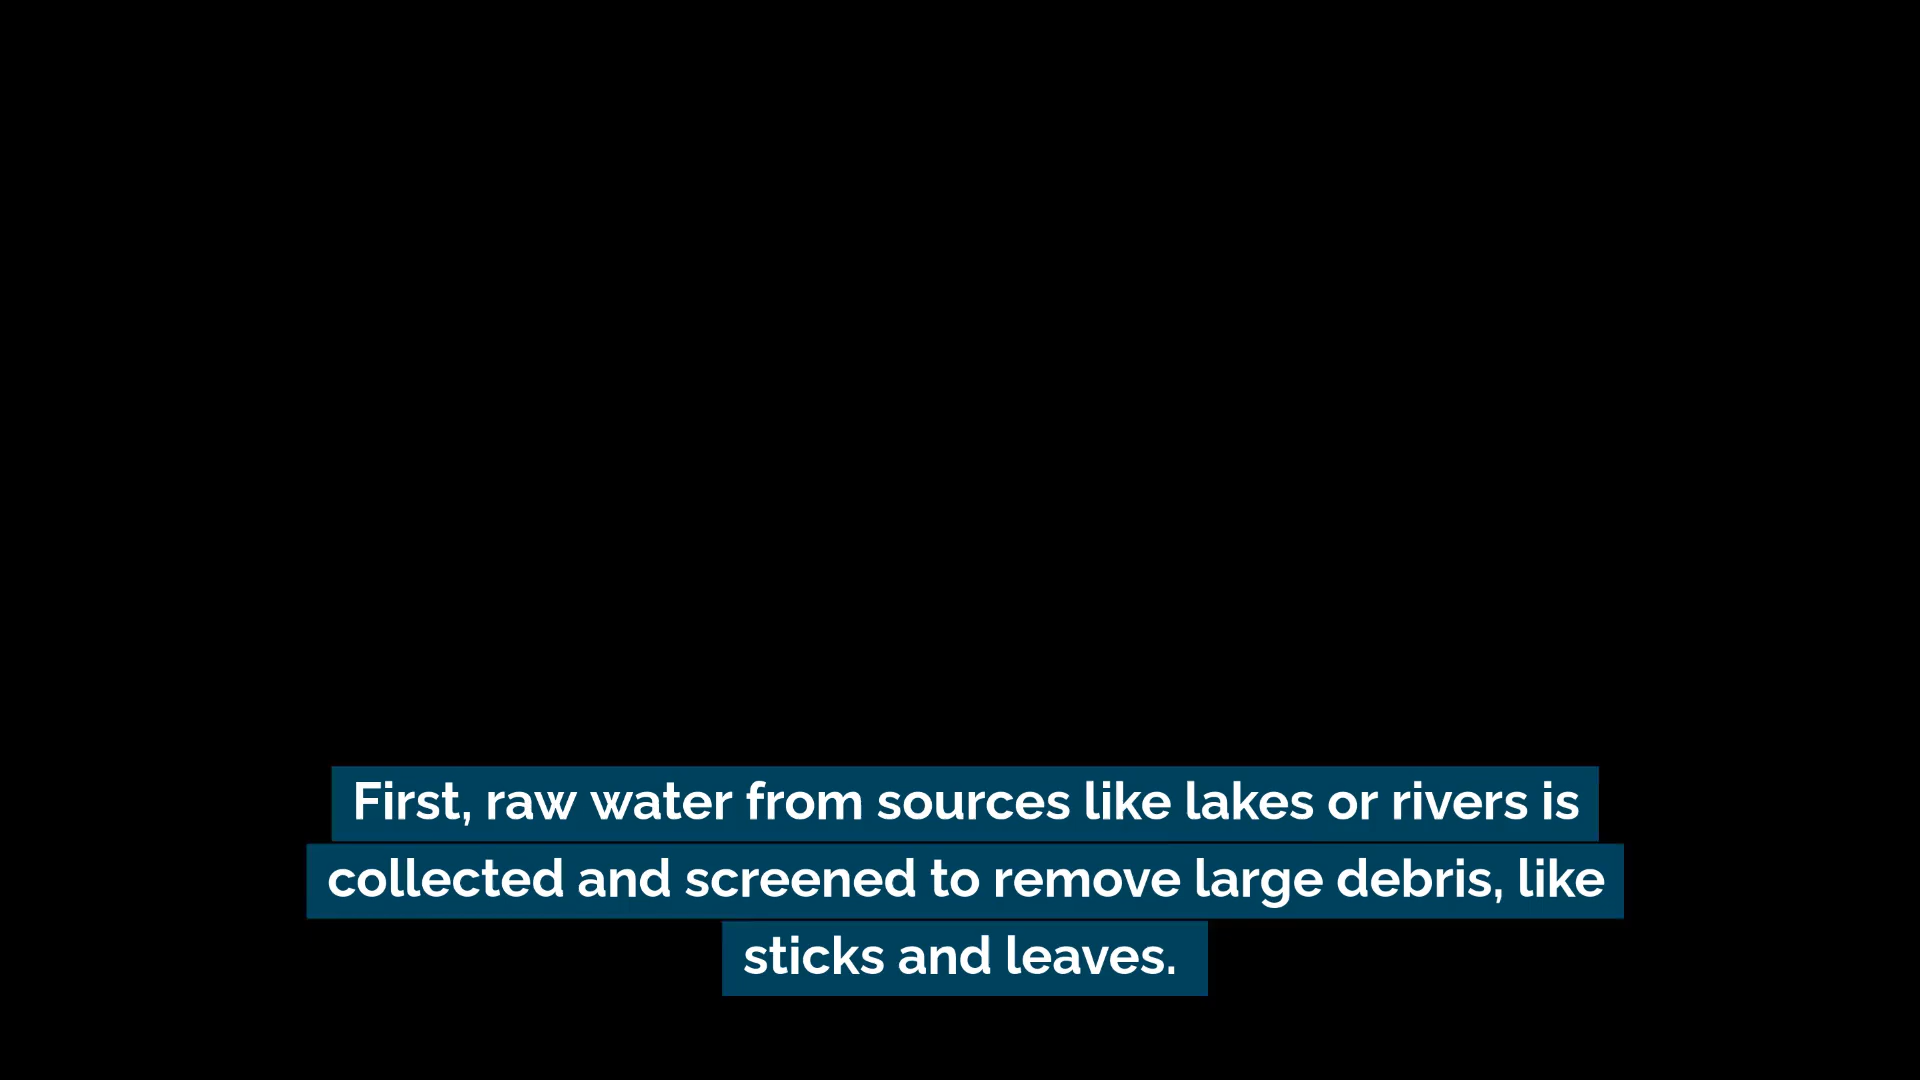 First, raw water from sources like lakes or rivers is
collected and screened to remove large debris, like
sticks and leaves.